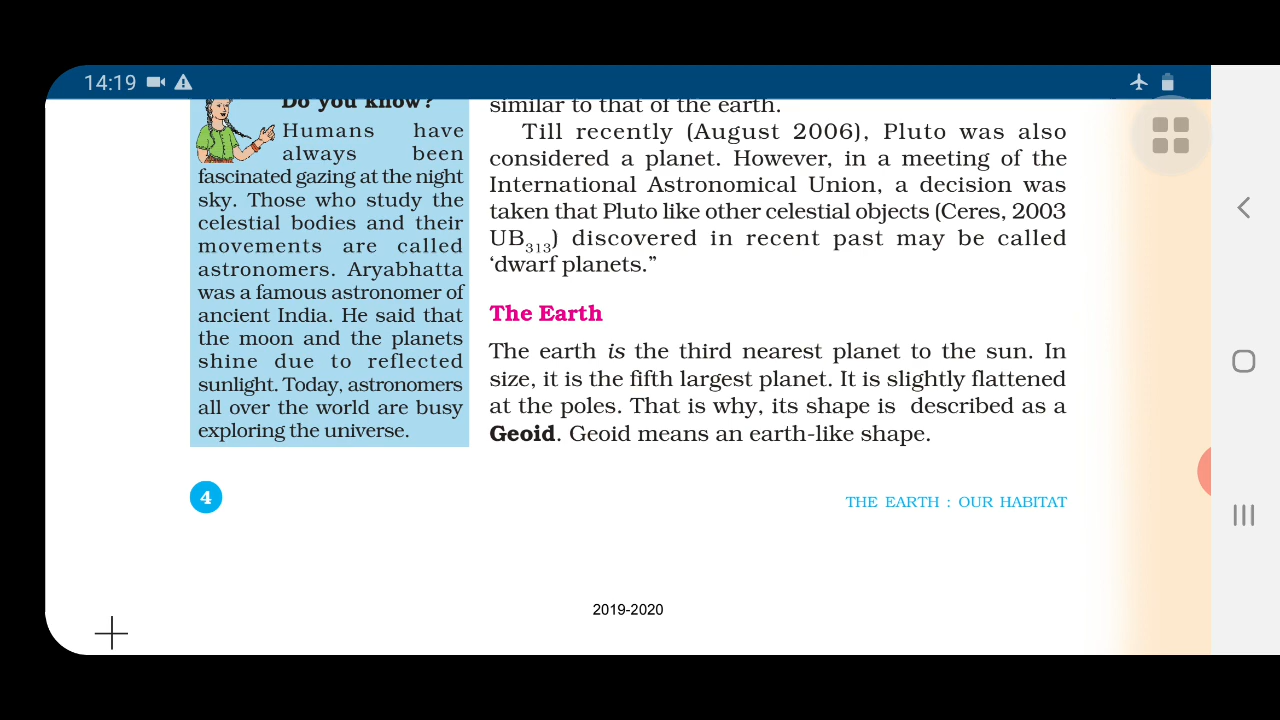 14:19
Do you know?
Humans have
always been
fascinated gazing at the night
sky. Those who study the
celestial bodies and their
movements are called
astronomers. Aryabhatta
was a famous astronomer of
ancient India. He said that
the moon and the planets
shine due to reflected
sunlight. Today, astronomers
all over the world are busy
exploring the universe.
similar to that of the earth.
Till recently (August 2006), Pluto was also
considered a planet. However, in a meeting of the
International Astronomical Union, a decision was
taken that Pluto like other celestial objects (Ceres, 2003
UB313) discovered in recent past may be called
‘dwarf planets.”
The Earth
The earth is the third nearest planet to the sun. In
size, it is the fifth largest planet. It is slightly flattened
at the poles. That is why, its shape is described as a
Geoid. Geoid means an earth-like shape.
4
THE EARTH : OUR HABITAT
2019-2020